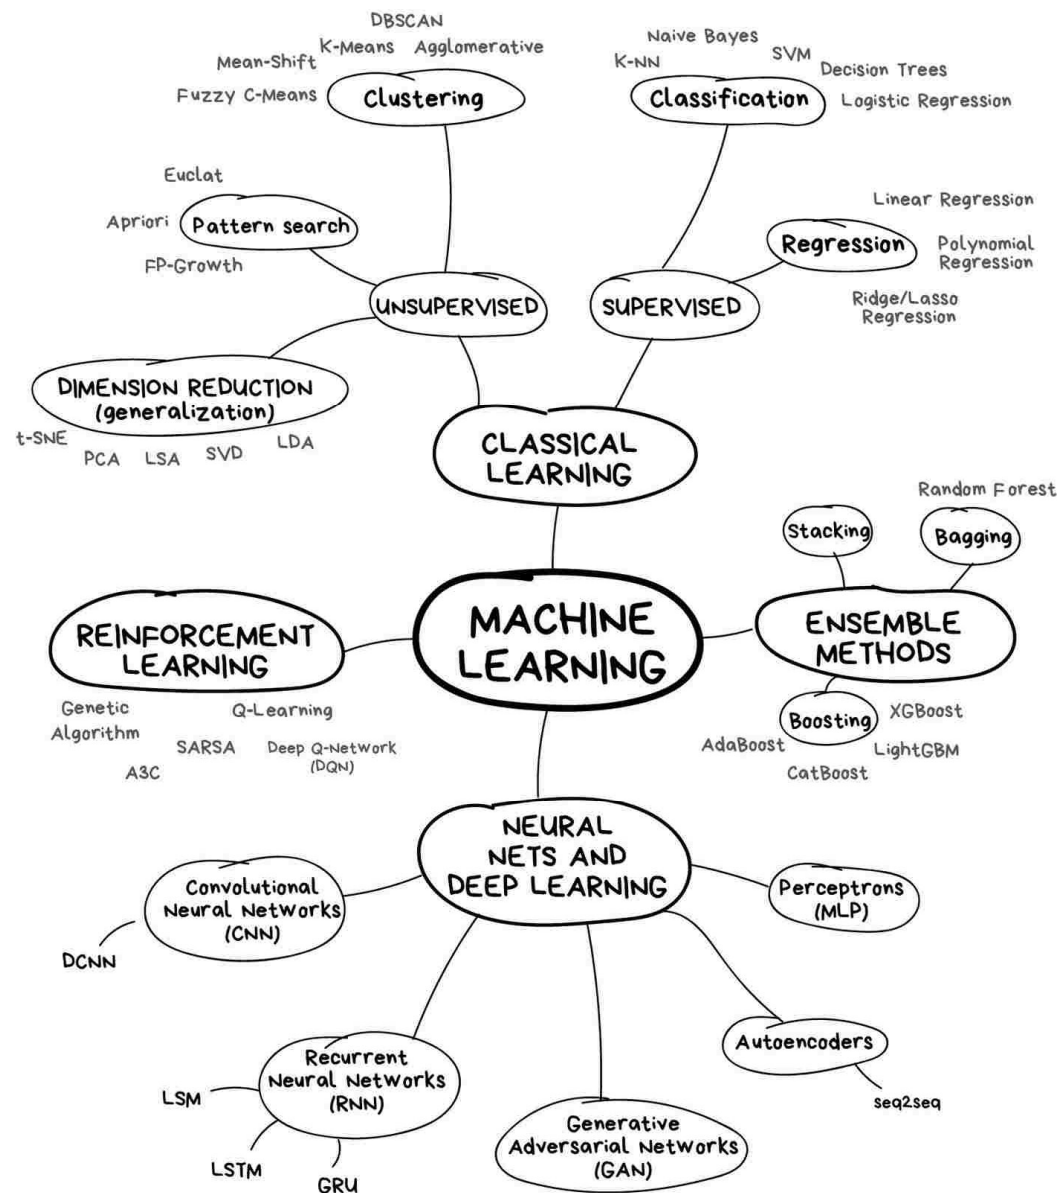 DBSCAN
K-Means
Agglomerative
Mean-Shift
Fuzzy C-Means
Clustering
Naive Bayes
K-NN
SVM
Decision Trees
Classification
Logistic Regression
Euclat
Apriori
Pattern search
FP-Growth
Linear Regression
Regression
Polynomial
Regression
Ridge/Lasso
Regression
UNSUPERVISED
SUPERVISED
DIMENSION REDUCTION
(generalization)
t-SNE
PCA
LSA
SVD
LDA
CLASSICAL
LEARNING
Random Forest
Stacking
Bagging
MACHINE
LEARNING
REINFORCEMENT
LEARNING
ENSEMBLE
METHODS
Genetic
Algorithm
Q-Learning
SARSA
Deep Q-Network
(DQN)
A3C
Boosting
XGBoost
AdaBoost
LightGBM
CatBoost
NEURAL
NETS AND
DEEP LEARNING
Convolutional
Neural Networks
(CNN)
DCNN
Perceptrons
(MLP)
Autoencoders
seq2seq
Recurrent
Neural Networks
(RNN)
LSM
LSTM
GRU
Generative
Adversarial Networks
(GAN)